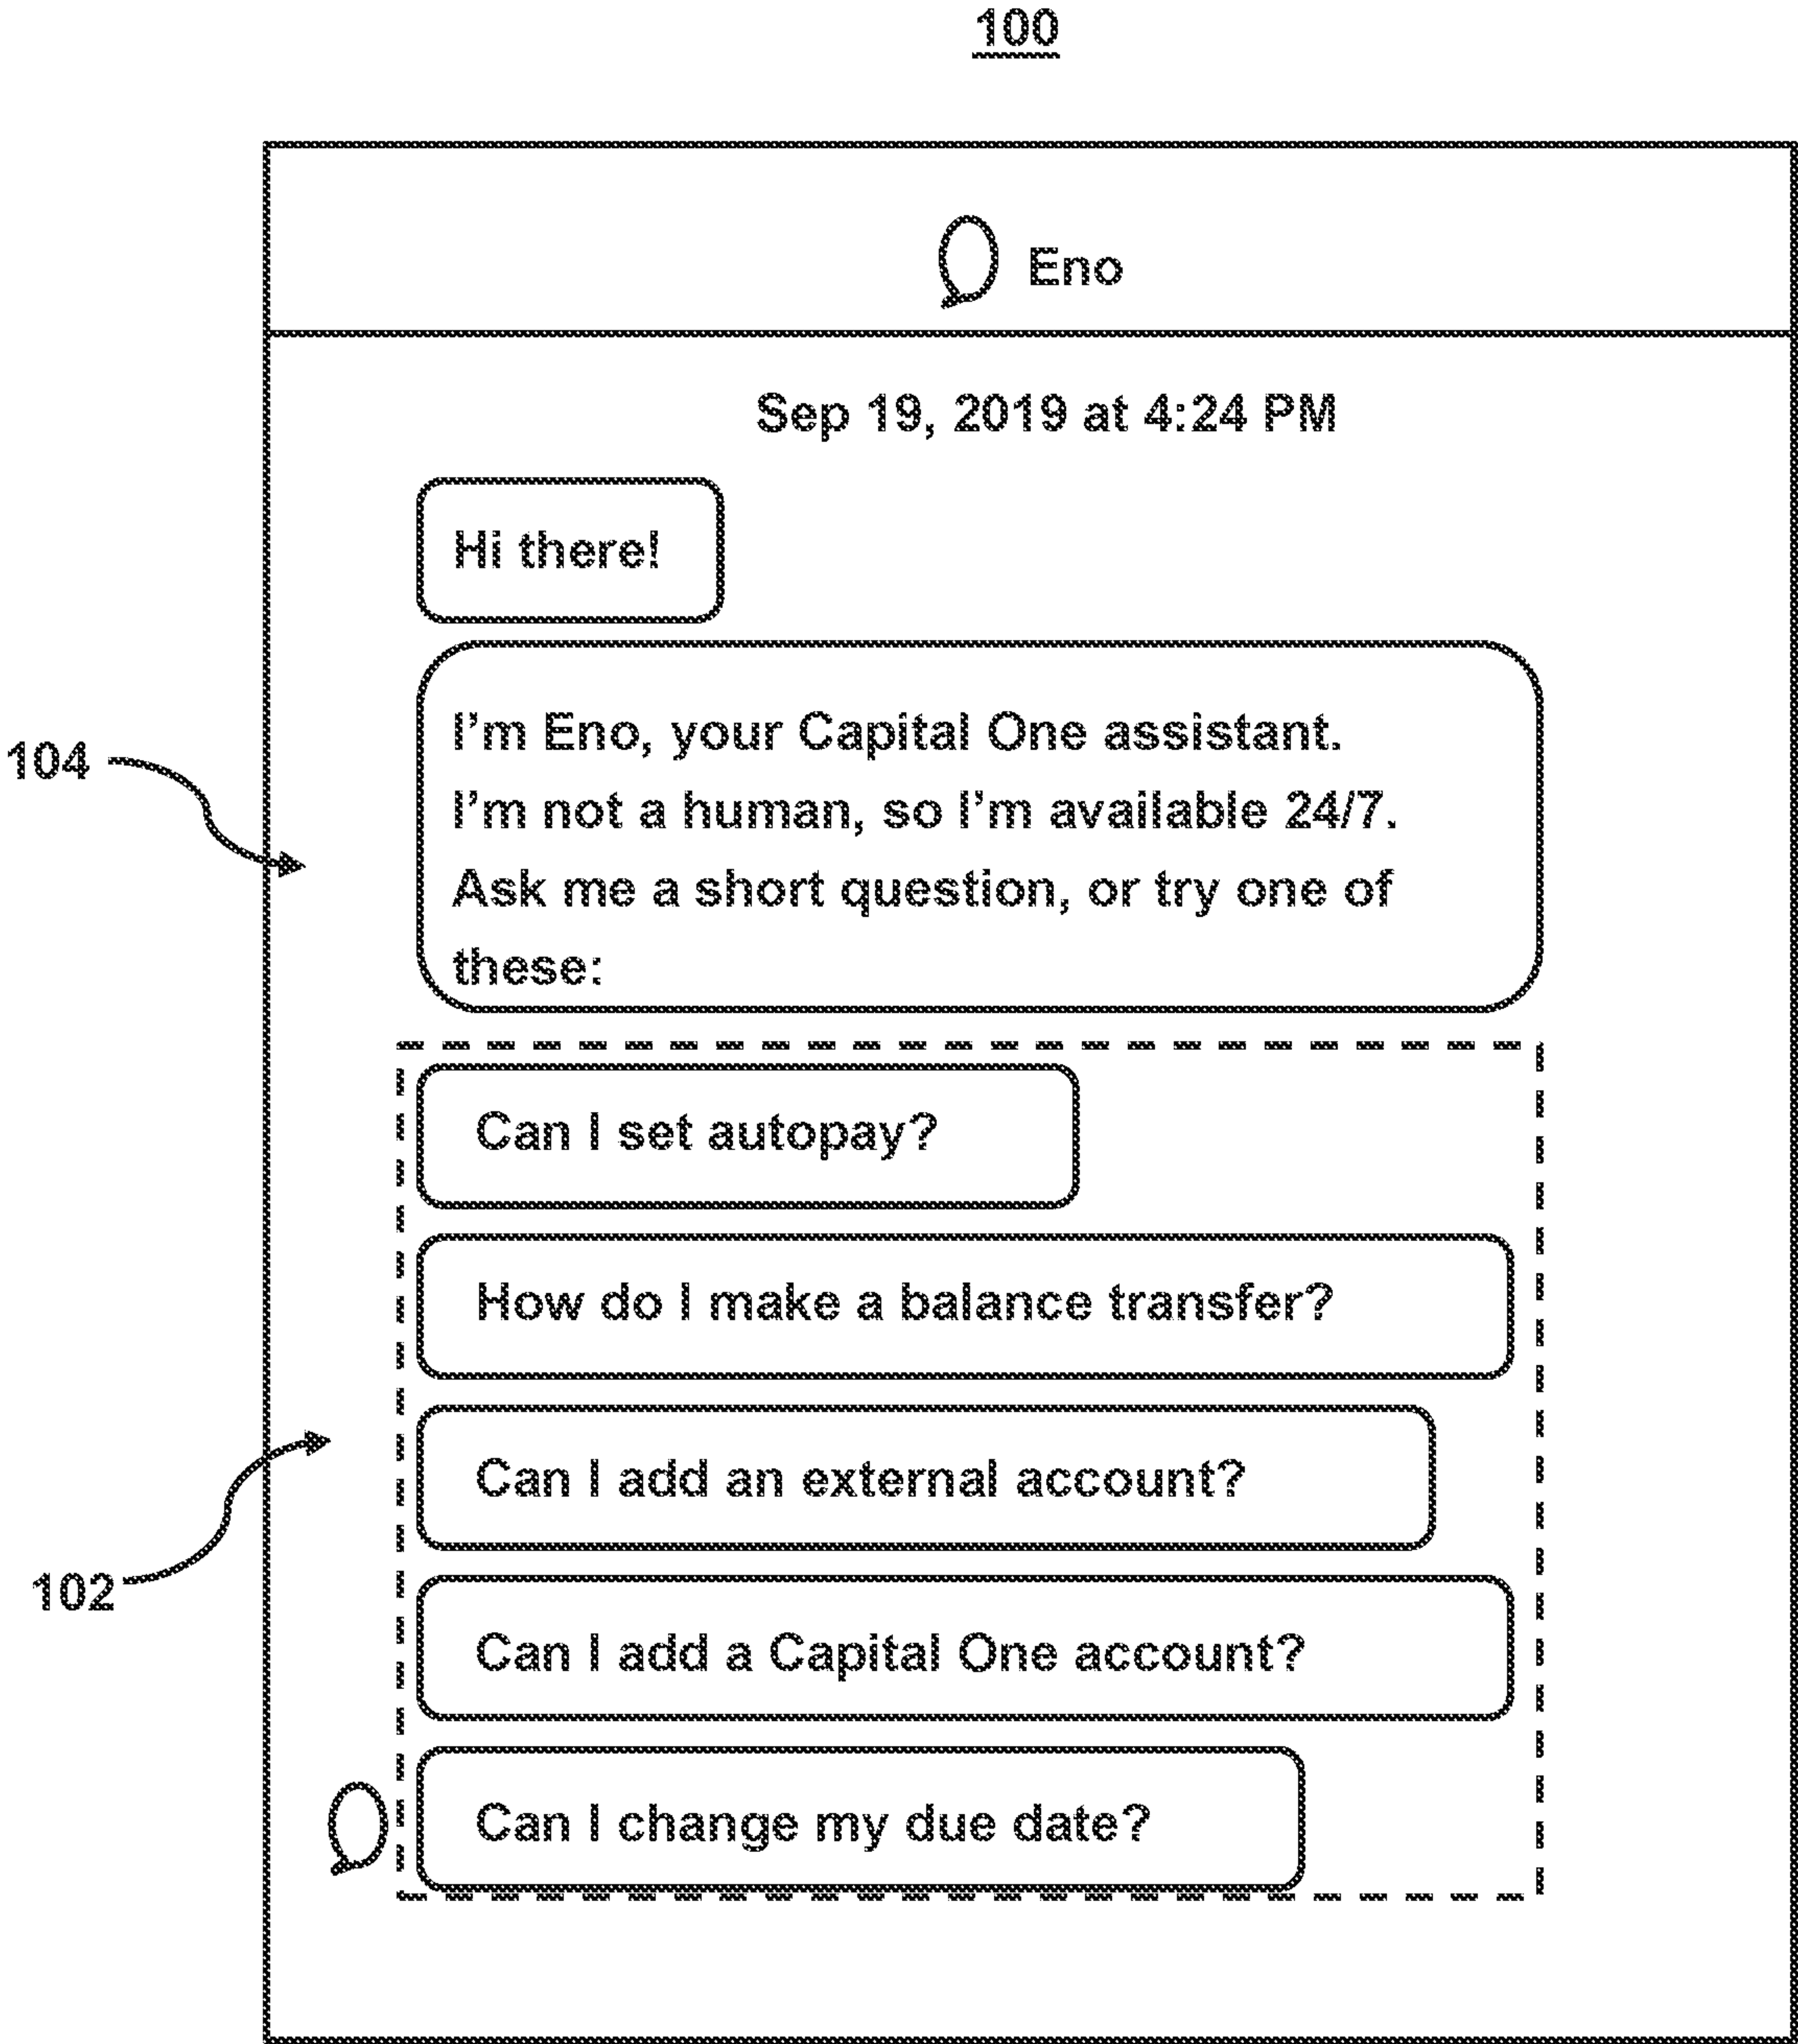 100
Eno
Sep 19, 2019 at 4:24 PM
Hi there!
104
I'm Eno, your Capital One assistant.
I'm not a human, so I'm available 24/7.
Ask me a short question, or try one of
these:
Can I set autopay?
How do I make a balance transfer?
Can I add an external account?
102
Can I add a Capital One account?
Can I change my due date?